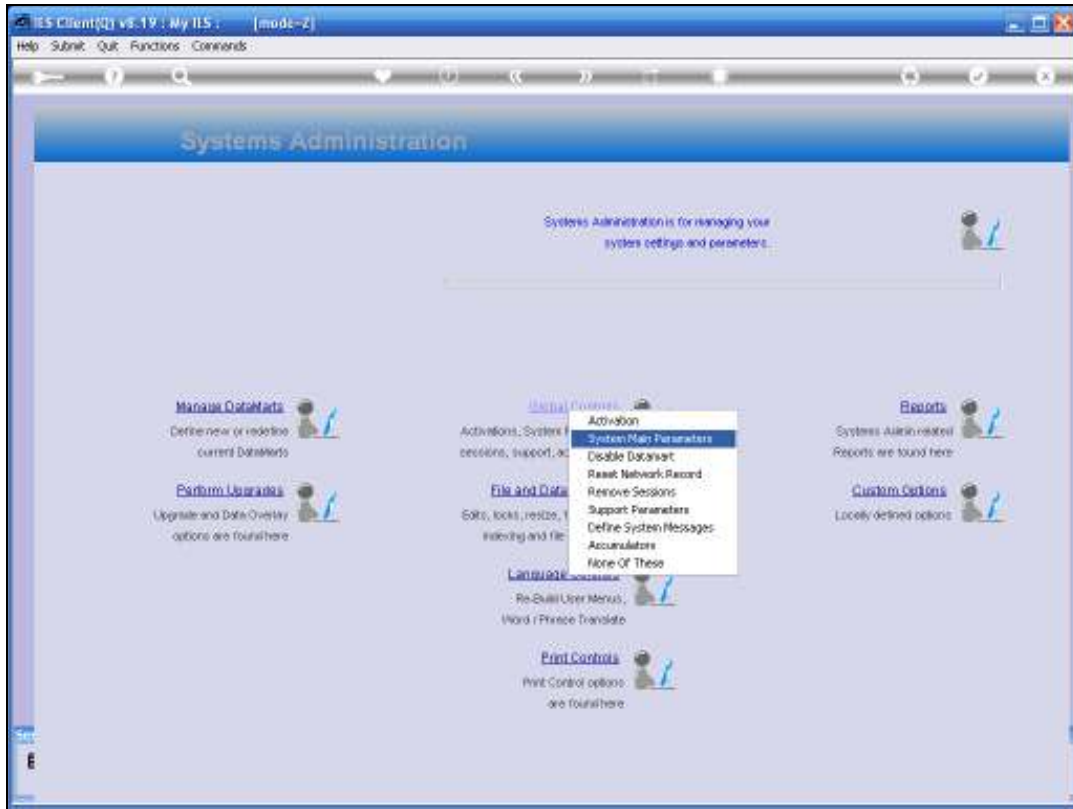 IES Client(Q) v8.19 : My IES : [mode=2]
Help Submit Quit Functions Commands
Systems Administration
Systems Administration is for managing your
system settings and parameters.
Manage DataMarts
Define new or redefine
current DataMarts
Perform Upgrades
Upgrade and Data Overlay
options are found here
Global Controls
Activations, System
sessions, support, ac
Activation
System Main Parameters
Disable Datamart
Reset Network Record
Remove Sessions
Support Parameters
Define System Messages
Accumulators
None Of These
File and Data
Edits, locks, resize,
indexing and file
Language
Re-Build User Menus,
Word / Phrase Translate
Print Controls
Print Control options
are found here
Reports
Systems Admin related
Reports are found here
Custom Options
Locally defined options